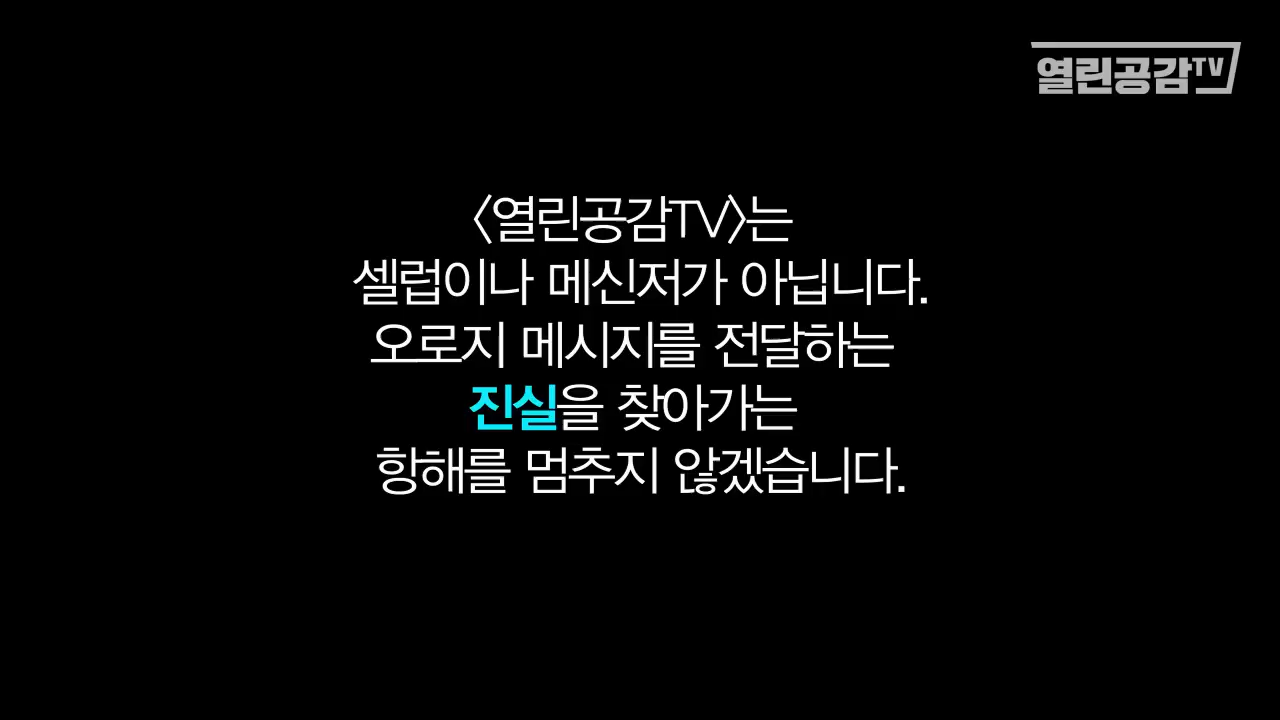 열린공감TV
<열린공감TV>는
셀럽이나 메신저가 아닙니다.
오로지 메시지를 전달하는
진실을 찾아가는
항해를 멈추지 않겠습니다.